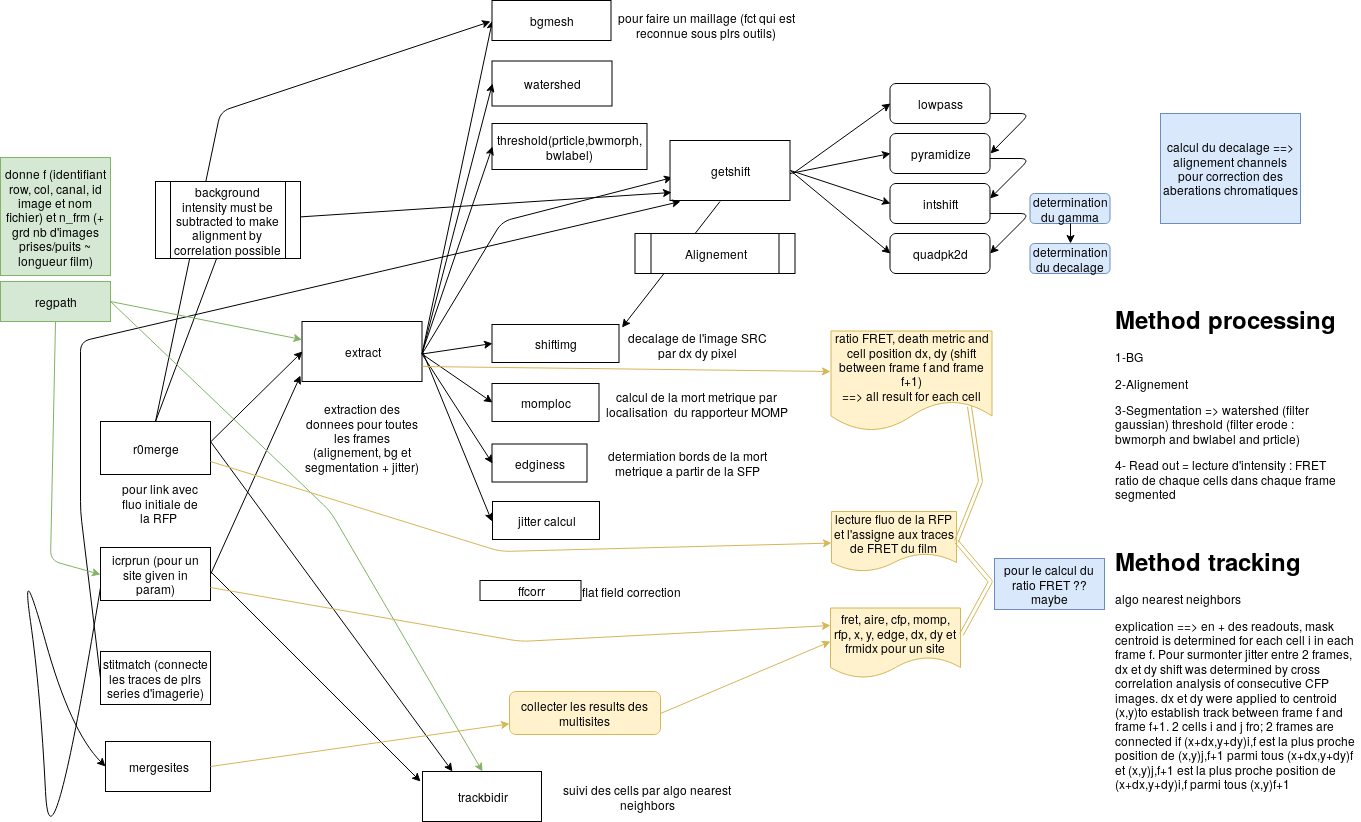 bgmesh
pour faire un maillage (fct qui est
reconnue sous plrs outils)
watershed
threshold(prticle,bwmorph,
bwlabel)
getshift
lowpass
pyramidize
intshift
quadpk2d
determination
du gamma
determination
du decalage
calcul du decalage ==>
alignement channels
pour correction des
aberations chromatiques
donne f (identifiant
row, col, canal, id
image et nom
fichier) et n_frm (+
grd nb d'images
prises/puits ~
longueur film)
background
intensity must be
subtracted to make
alignment by
correlation possible
Alignement
regpath
extract
extraction des
donnees pour toutes
les frames
(alignement, bg et
segmentation + jitter)
shiftimg
decalage de l'image SRC
par dx dy pixel
momploc
calcul de la mort metrique par
localisation du rapporteur MOMP
edginess
determiation bords de la mort
metrique a partir de la SFP
jitter calcul
ffcorr
flat field correction
r0merge
pour link avec
fluo initiale de
la RFP
icrprun (pour un
site given in
param)
stitmatch (connecte
les traces de plrs
series d'imagerie)
mergesites
trackbidir
suivi des cells par algo nearest
neighbors
collecter les results des
multisites
ratio FRET, death metric and
cell position dx, dy (shift
between frame f and frame
f+1)
==> all result for each cell
lecture fluo de la RFP
et l'assigne aux traces
de FRET du film
fret, aire, cfp, momp,
rfp, x, y, edge, dx, dy et
frmidx pour un site
pour le calcul du
ratio FRET ??
maybe
Method processing
1-BG
2-Alignement
3-Segmentation => watershed (filter
gaussian) threshold (filter erode :
bwmorph and bwlabel and prticle)
4- Read out = lecture d'intensity : FRET
ratio de chaque cells dans chaque frame
segmented
Method tracking
algo nearest neighbors
explication ==> en + des readouts, mask
centroid is determined for each cell i in each
frame f. Pour surmonter jitter entre 2 frames,
dx et dy shift was determined by cross
correlation analysis of consecutive CFP
images. dx et dy were applied to centroid
(x,y)to establish track between frame f and
frame f+1. 2 cells i and j fro; 2 frames are
connected if (x+dx,y+dy)i,f est la plus proche
position de (x,y)j,f+1 parmi tous (x+dx,y+dy)f
et (x,y)j,f+1 est la plus proche position de
(x+dx,y+dy)i,f parmi tous (x,y)f+1